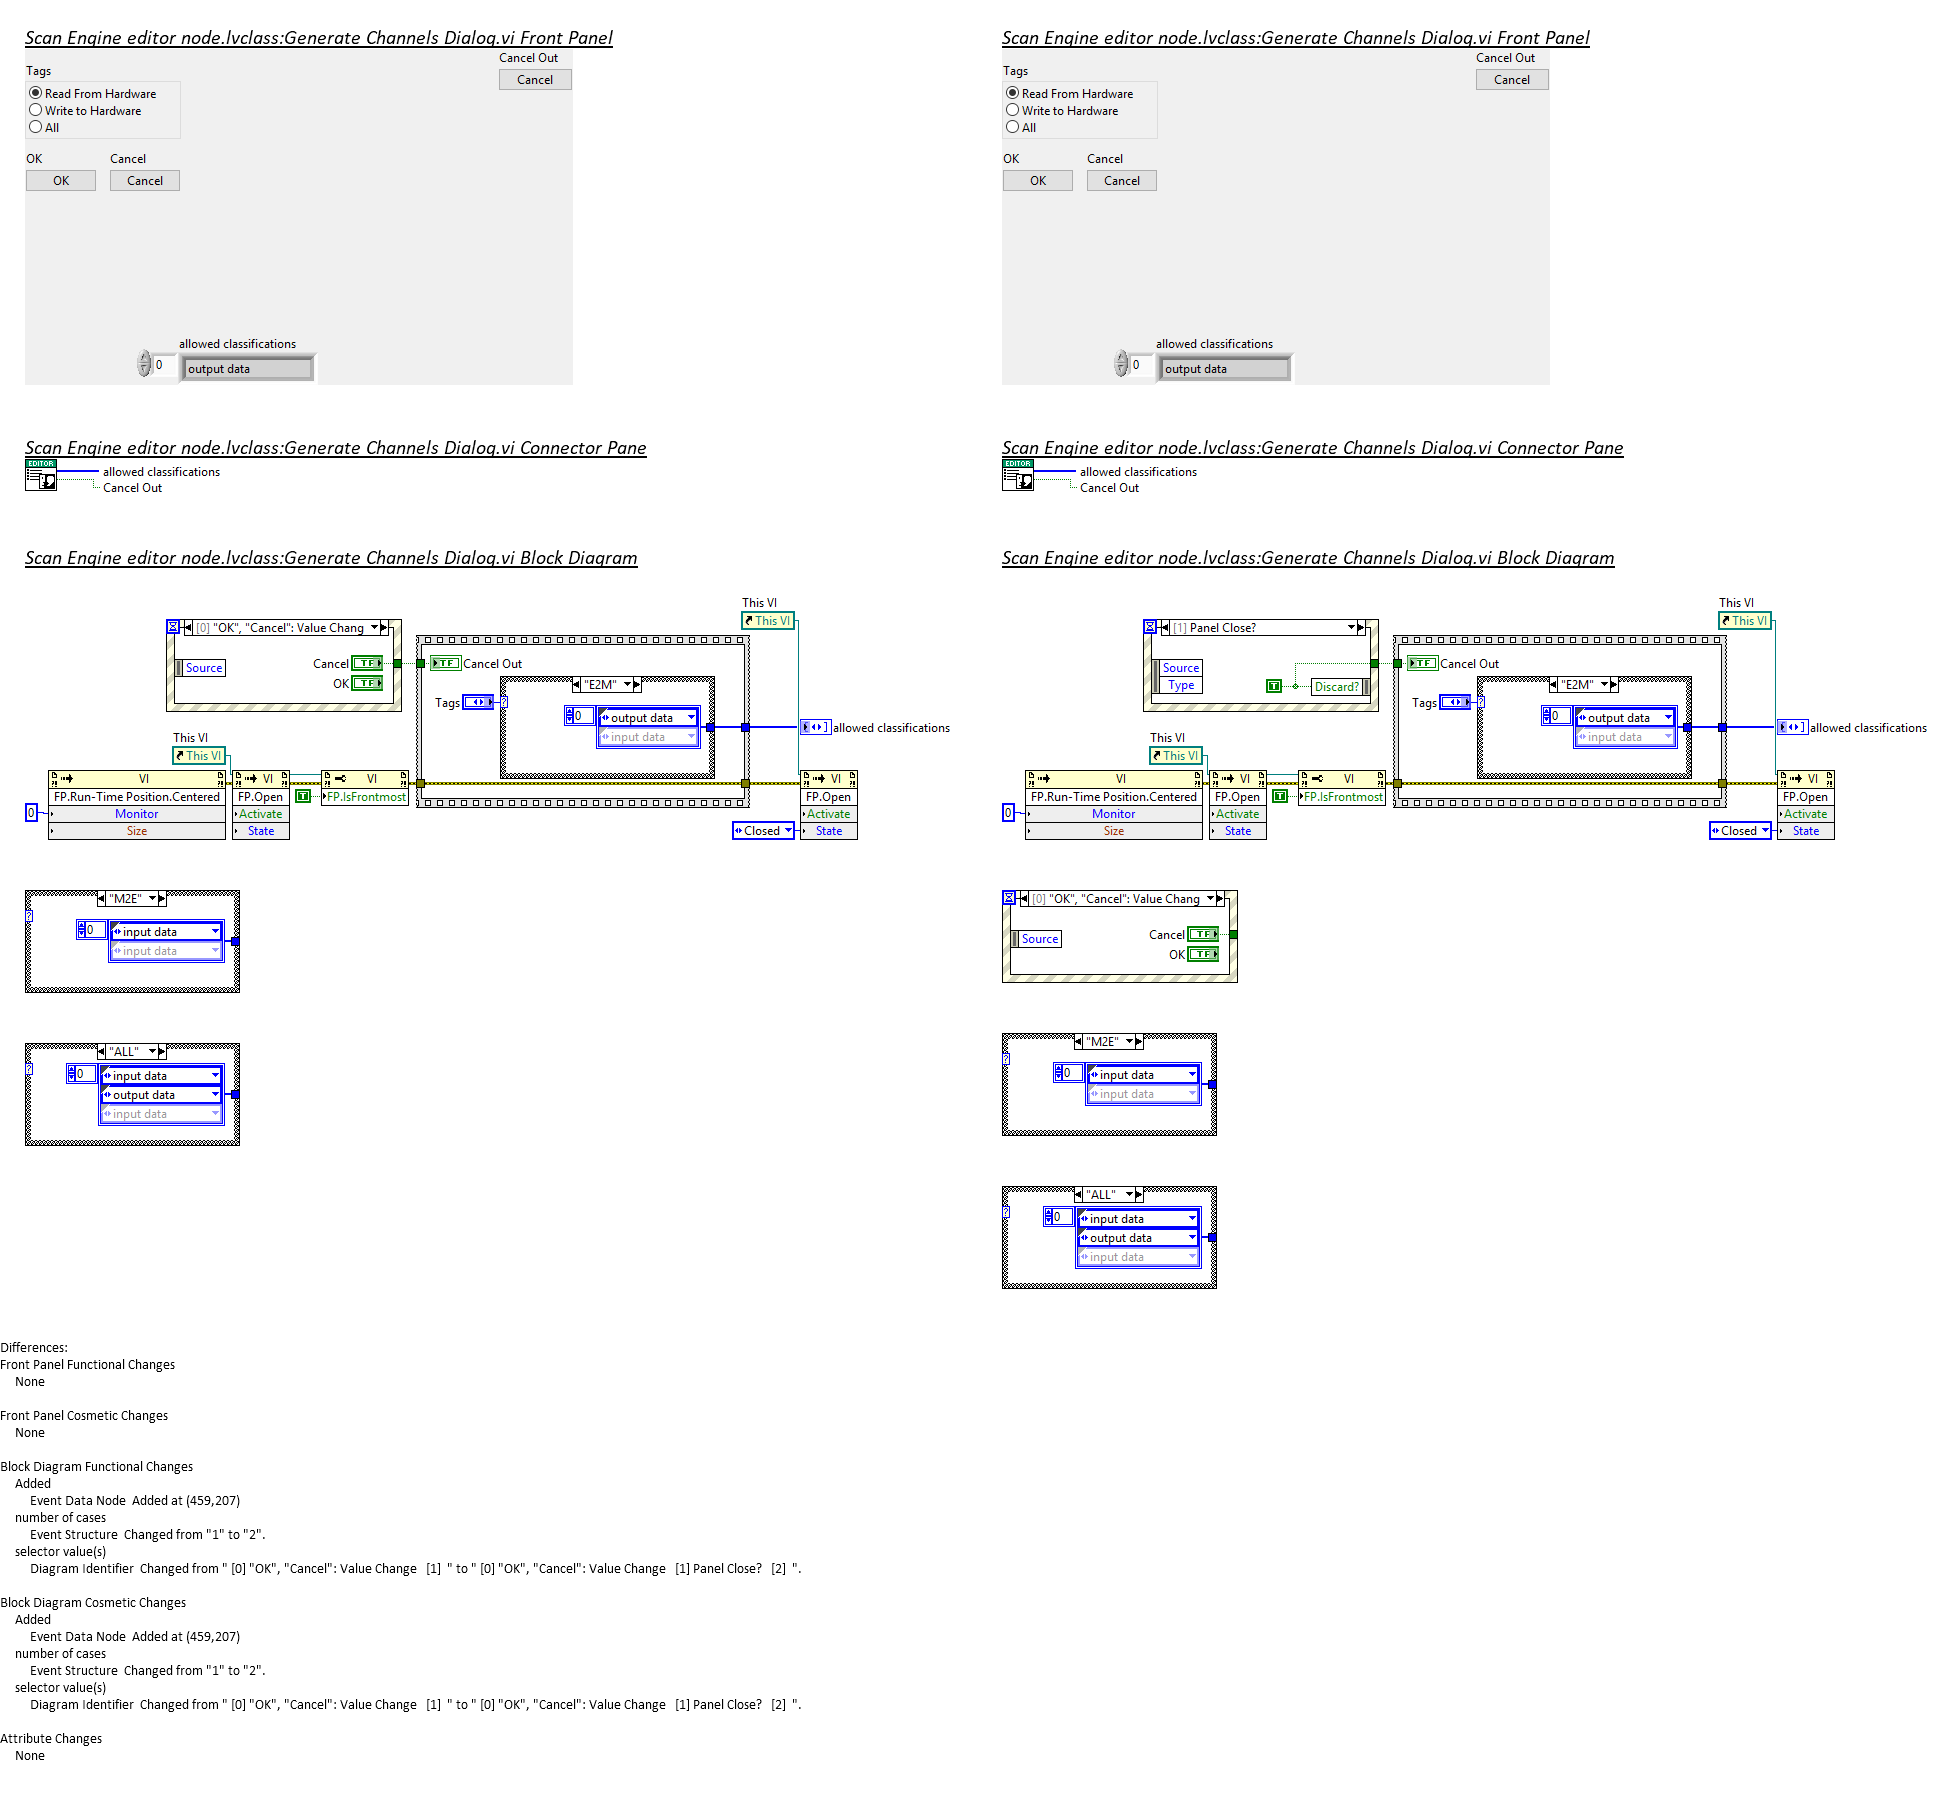 Scan Engine editor node.lvclass:Generate Channels Dialog.vi Front Panel
Cancel Out
Tags
Cancel
Read From Hardware
Write to Hardware
All
OK Cancel
OK Cancel
allowed classifications
0 output data
Scan Engine editor node.lvclass:Generate Channels Dialog.vi Connector Pane
EDITOR
allowed classifications
Cancel Out
Scan Engine editor node.lvclass:Generate Channels Dialog.vi Block Diagram
This VI
This VI
[0] "OK", "Cancel": Value Chang
Source
Cancel TF
OK TF
TF Cancel Out
"E2M"
Tags
?
0 output data
input data
allowed classifications
This VI
This VI
VI
FP.Run-Time Position.Centered
0 Monitor
Size
VI
FP.Open
Activate
State
VI
T FP.IsFrontmost
VI
FP.Open
Activate
Closed State
"M2E"
?
0 input data
input data
"ALL"
?
0 input data
output data
input data
Scan Engine editor node.lvclass:Generate Channels Dialog.vi Front Panel
Cancel Out
Tags
Cancel
Read From Hardware
Write to Hardware
All
OK Cancel
OK Cancel
allowed classifications
0 output data
Scan Engine editor node.lvclass:Generate Channels Dialog.vi Connector Pane
EDITOR
allowed classifications
Cancel Out
Scan Engine editor node.lvclass:Generate Channels Dialog.vi Block Diagram
This VI
This VI
[1] Panel Close?
Source
Type
T Discard?
TF Cancel Out
"E2M"
Tags
?
0 output data
input data
allowed classifications
This VI
This VI
VI
FP.Run-Time Position.Centered
0 Monitor
Size
VI
FP.Open
Activate
State
VI
T FP.IsFrontmost
VI
FP.Open
Activate
Closed State
[0] "OK", "Cancel": Value Chang
Source
Cancel TF
OK TF
"M2E"
?
0 input data
input data
"ALL"
?
0 input data
output data
input data
Differences:
Front Panel Functional Changes
None
Front Panel Cosmetic Changes
None
Block Diagram Functional Changes
Added
Event Data Node Added at (459,207)
number of cases
Event Structure Changed from "1" to "2".
selector value(s)
Diagram Identifier Changed from " [0] "OK", "Cancel": Value Change [1] " to " [0] "OK", "Cancel": Value Change [1] Panel Close? [2] ".
Block Diagram Cosmetic Changes
Added
Event Data Node Added at (459,207)
number of cases
Event Structure Changed from "1" to "2".
selector value(s)
Diagram Identifier Changed from " [0] "OK", "Cancel": Value Change [1] " to " [0] "OK", "Cancel": Value Change [1] Panel Close? [2] ".
Attribute Changes
None